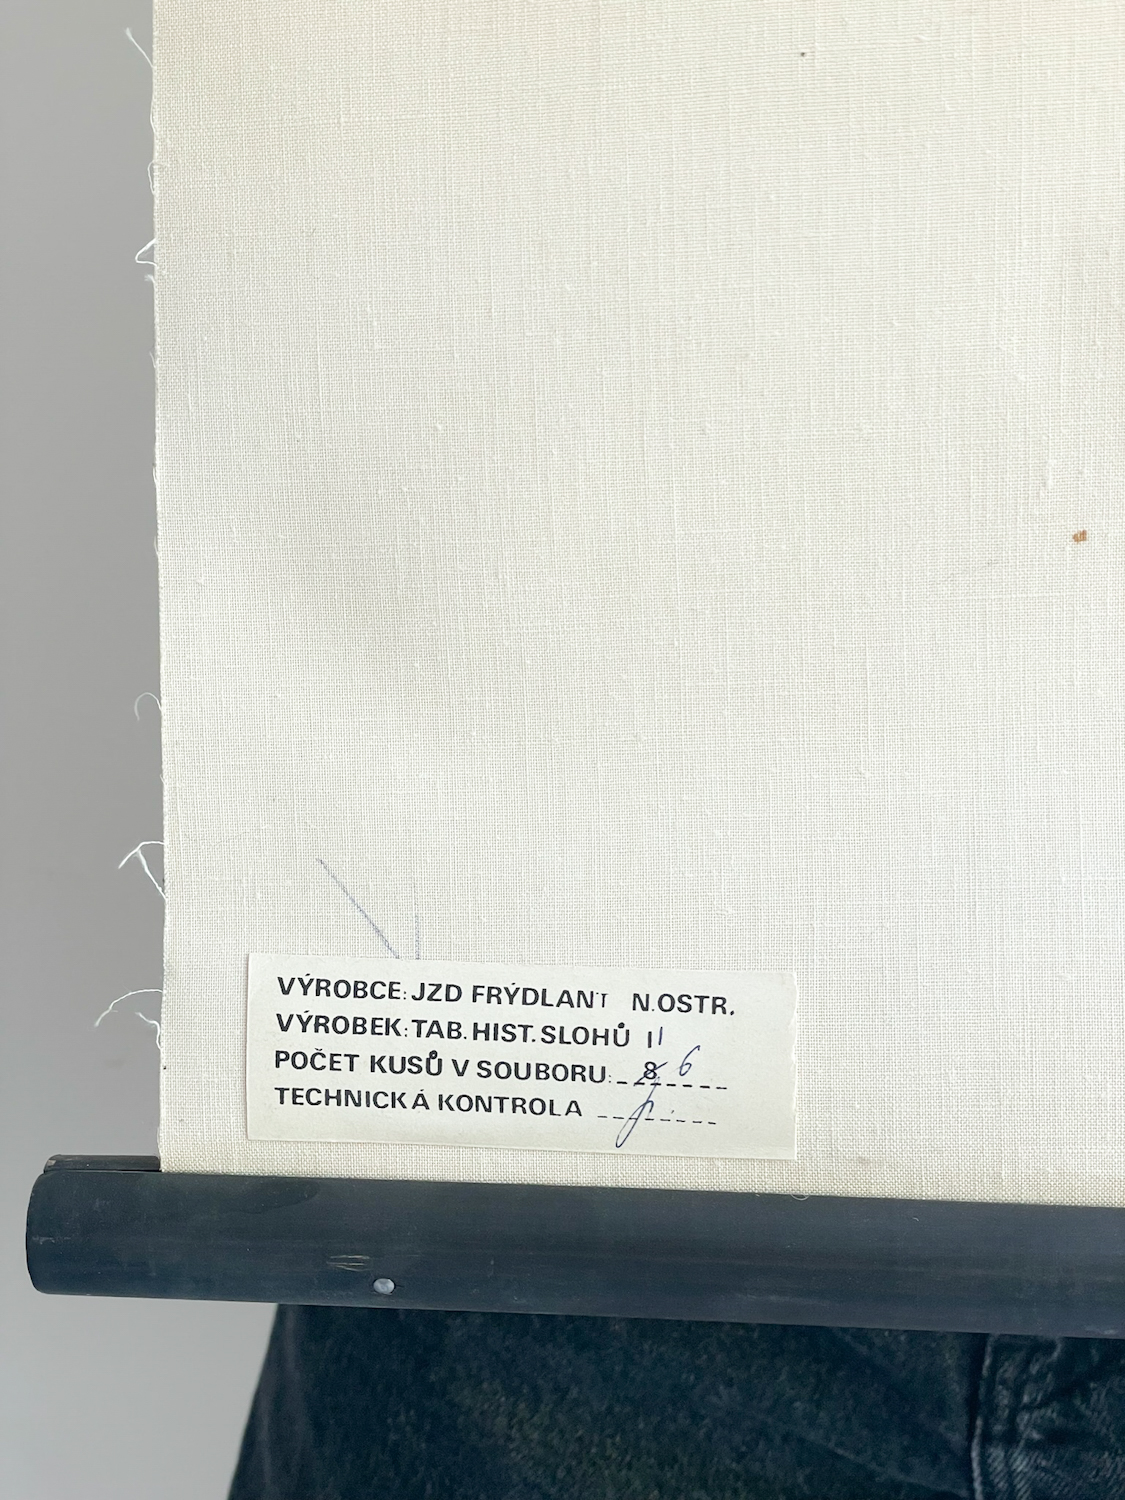 VÝROBCE: JZD FRÝDLANT N.OSTR.
VÝROBEK: TAB. HIST. SLOHŮ II
POČET KUSŮ V SOUBORU: 8 6
TECHNICKÁ KONTROLA